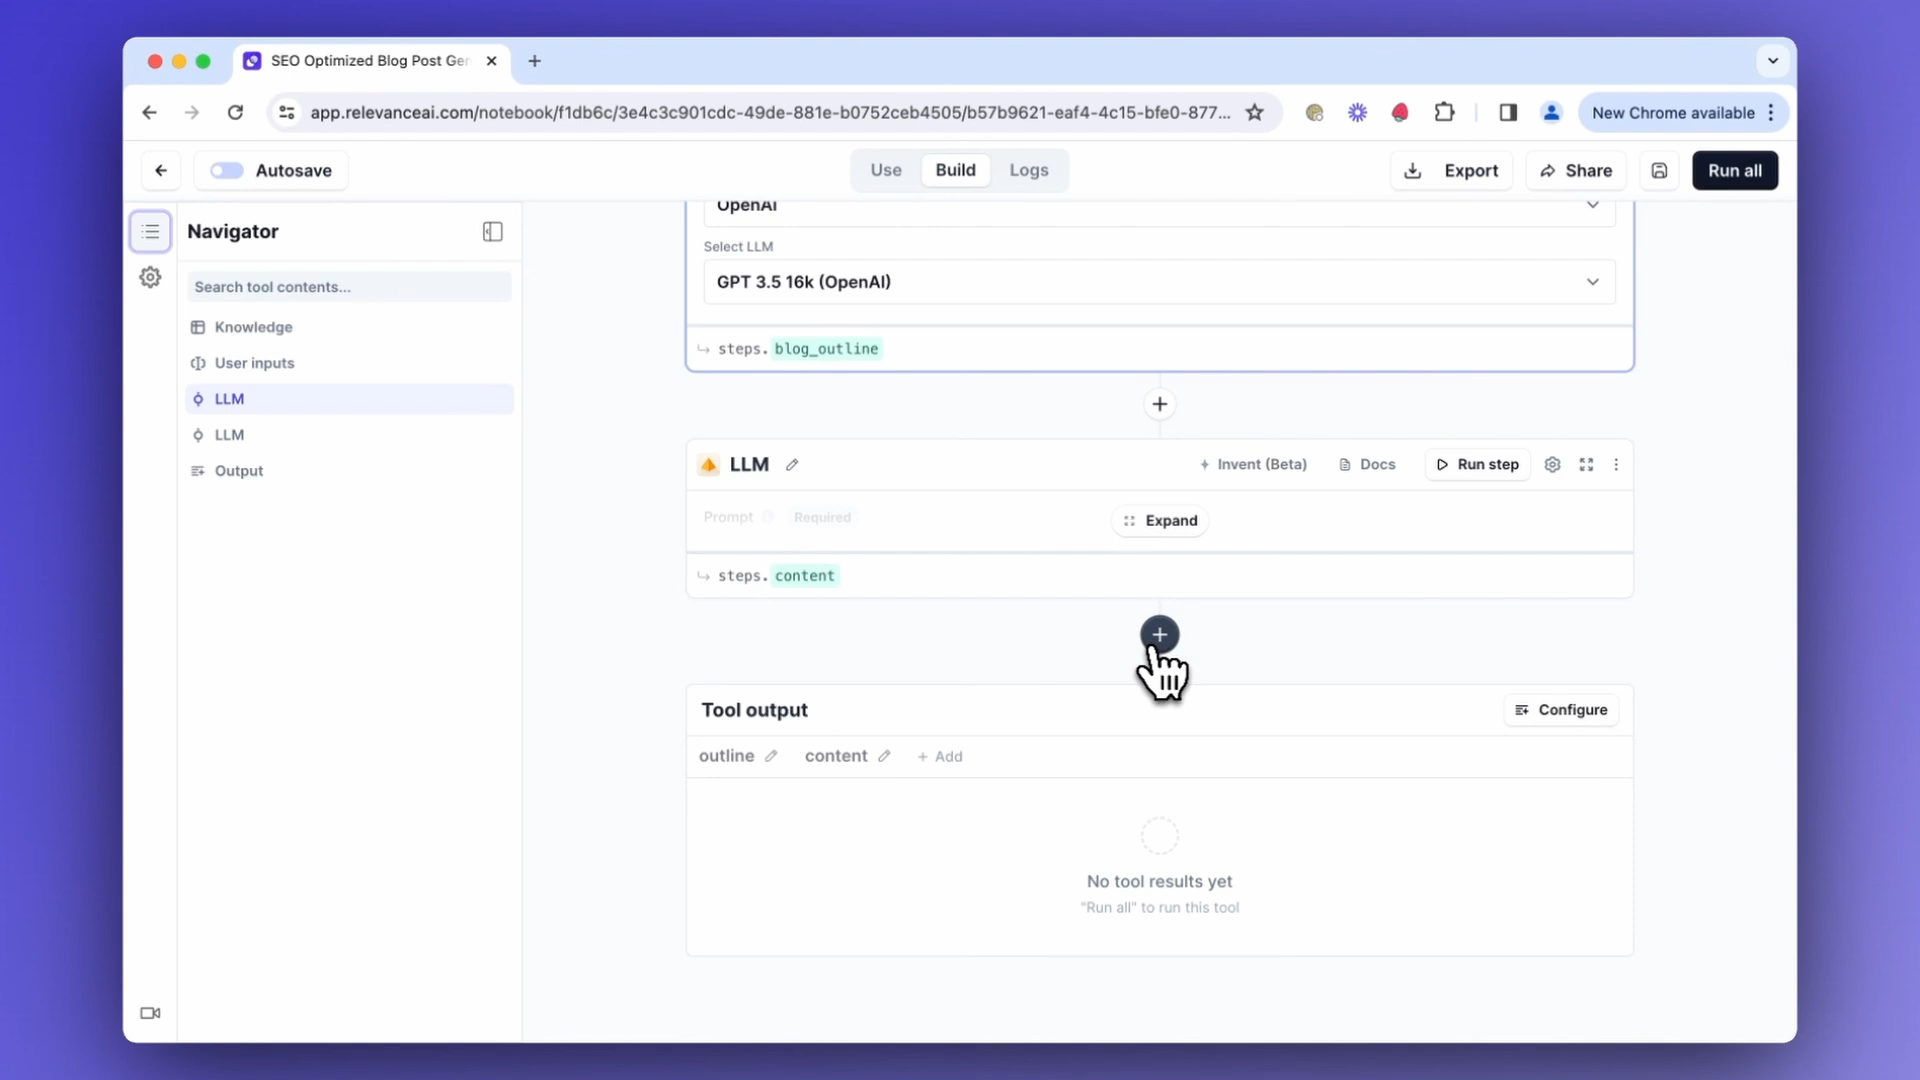 SEO Optimized Blog Post Gen
app.relevanceai.com/notebook/f1db6c/3e4c3c901cdc-49de-881e-b0752ceb4505/b57b9621-eaf4-4c15-bfe0-877...
New Chrome available
Autosave
Use
Build
Logs
Export
Share
Run all
Navigator
Search tool contents...
Knowledge
User inputs
LLM
LLM
Output
OpenAI
Select LLM
GPT 3.5 16k (OpenAI)
steps.blog_outline
LLM
Invent (Beta)
Docs
Run step
Prompt
Required
Expand
steps.content
Tool output
Configure
outline
content
+ Add
No tool results yet
"Run all" to run this tool